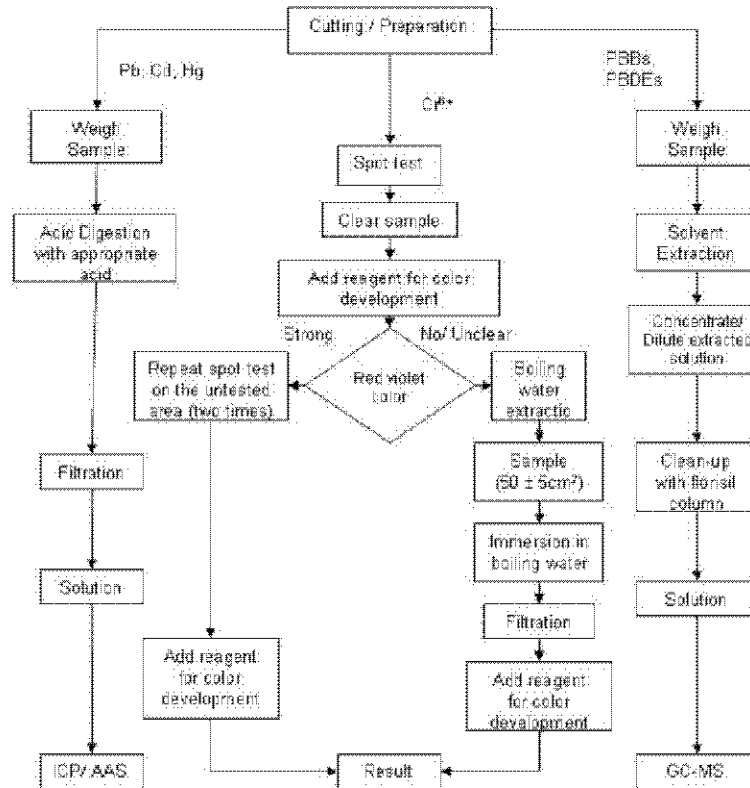 Cutting / Preparation
Pb, Cd, Hg
Cr⁶⁺
PBBs,
PBDEs
Weigh
Sample
Spot test
Weigh
Sample
Clear sample
Acid Digestion
with appropriate
acid
Solvent
Extraction
Add reagent for color
development
Strong
No/ Unclear
Concentrate/
Dilute extracted
solution
Repeat spot test
on the untested
area (two times)
Red violet
color
Boiling
water
extractio
Filtration
Sample
(50 ± 5cm²)
Clean-up
with florisil
column
Immersion in
boiling water
Solution
Solution
Filtration
Add reagent
for color
development
Add reagent
for color
development
ICP/ AAS
Result
GC-MS